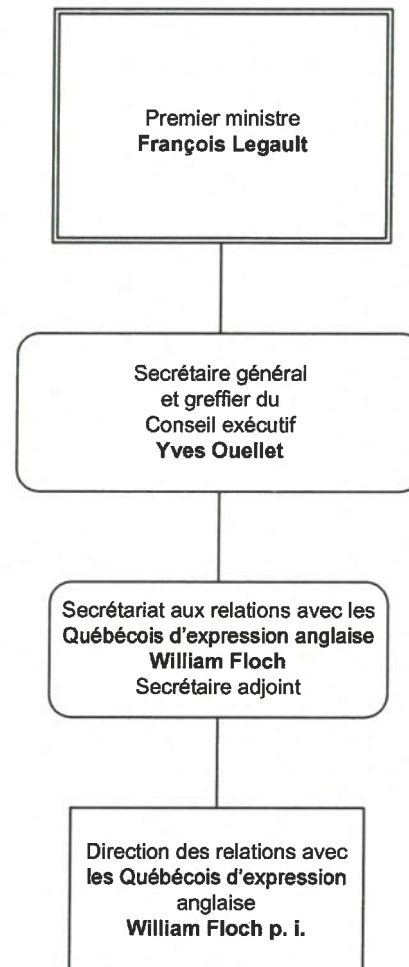 Premier ministre
François Legault
Secrétaire général
et greffier du
Conseil exécutif
Yves Ouellet
Secrétariat aux relations avec les
Québécois d'expression anglaise
William Floch
Secrétaire adjoint
Direction des relations avec
les Québécois d'expression
anglaise
William Floch p. i.